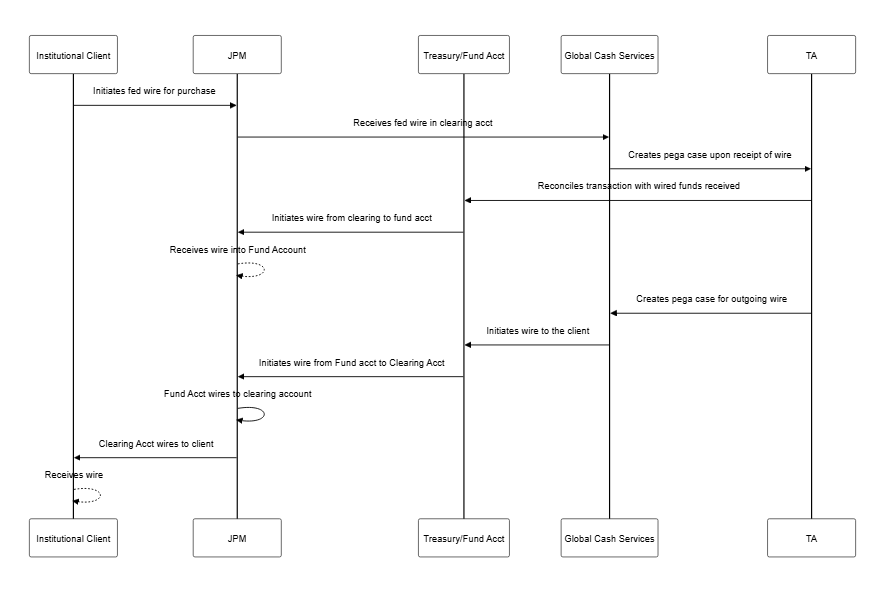 Institutional Client
JPM
Treasury/Fund Acct
Global Cash Services
TA
Initiates fed wire for purchase
Receives fed wire in clearing acct
Creates pega case upon receipt of wire
Reconciles transaction with wired funds received
Initiates wire from clearing to fund acct
Receives wire into Fund Account
Creates pega case for outgoing wire
Initiates wire to the client
Initiates wire from Fund acct to Clearing Acct
Fund Acct wires to clearing account
Clearing Acct wires to client
Receives wire
Institutional Client
JPM
Treasury/Fund Acct
Global Cash Services
TA